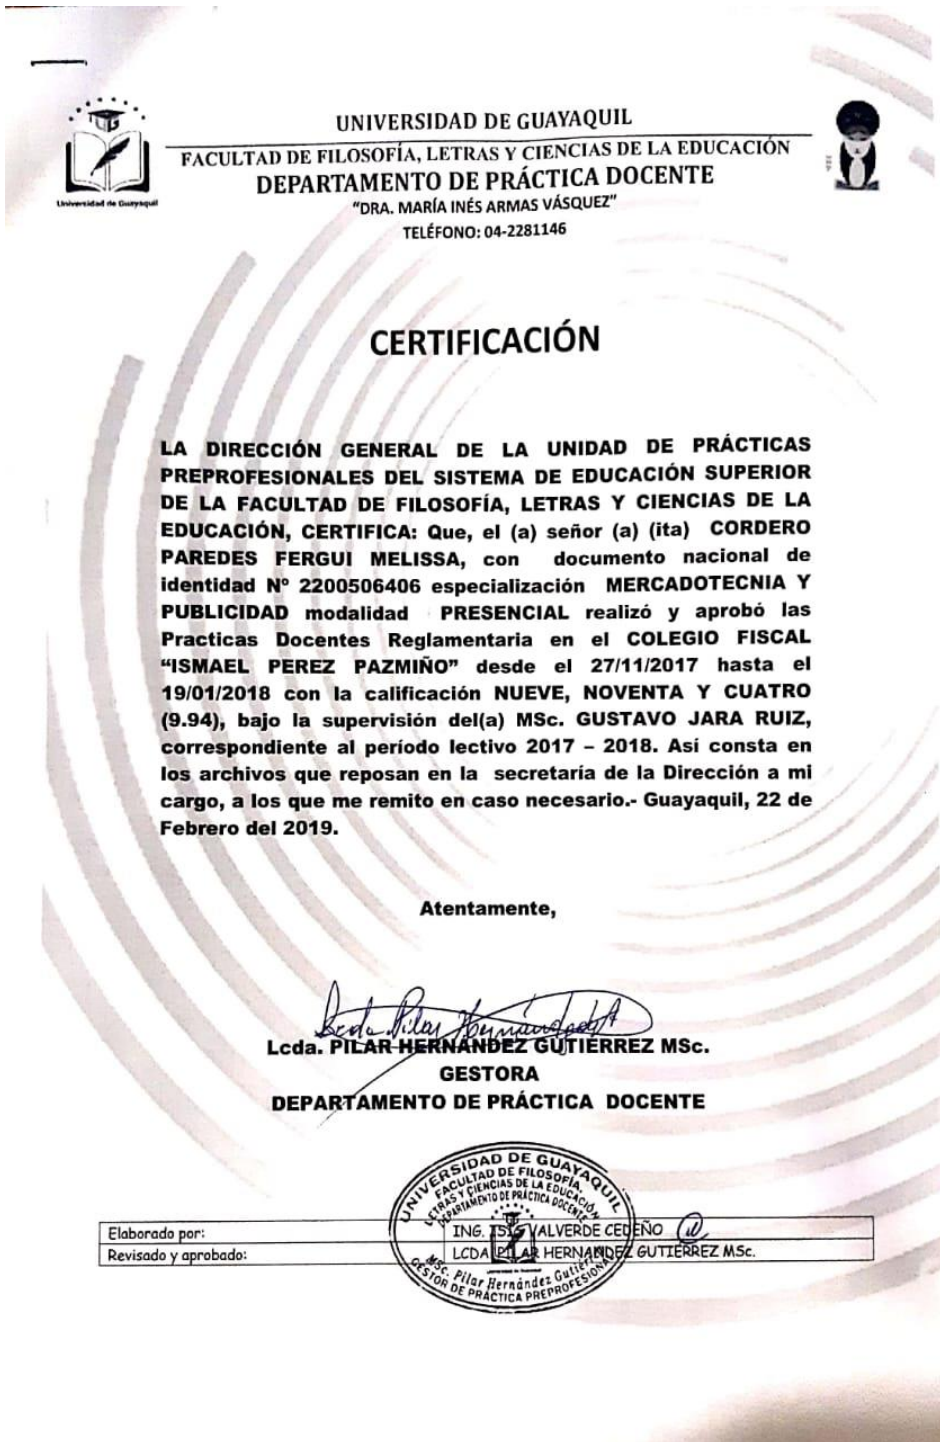 UNIVERSIDAD DE GUAYAQUIL
FACULTAD DE FILOSOFÍA, LETRAS Y CIENCIAS DE LA EDUCACIÓN
DEPARTAMENTO DE PRÁCTICA DOCENTE
"DRA. MARÍA INÉS ARMAS VÁSQUEZ"
TELÉFONO: 04-2281146
Universidad de Guayaquil
CERTIFICACIÓN
LA DIRECCIÓN GENERAL DE LA UNIDAD DE PRÁCTICAS
PREPROFESIONALES DEL SISTEMA DE EDUCACIÓN SUPERIOR
DE LA FACULTAD DE FILOSOFÍA, LETRAS Y CIENCIAS DE LA
EDUCACIÓN, CERTIFICA: Que, el (a) señor (a) (ita) CORDERO
PAREDES FERGUI MELISSA, con documento nacional de
identidad Nº 2200506406 especialización MERCADOTECNIA Y
PUBLICIDAD modalidad PRESENCIAL realizó y aprobó las
Practicas Docentes Reglamentaria en el COLEGIO FISCAL
"ISMAEL PEREZ PAZMIÑO" desde el 27/11/2017 hasta el
19/01/2018 con la calificación NUEVE, NOVENTA Y CUATRO
(9.94), bajo la supervisión del(a) MSc. GUSTAVO JARA RUIZ,
correspondiente al período lectivo 2017 – 2018. Así consta en
los archivos que reposan en la secretaría de la Dirección a mi
cargo, a los que me remito en caso necesario.- Guayaquil, 22 de
Febrero del 2019.
Atentamente,
Lcda Pilar Hernández
Lcda. PILAR HERNÁNDEZ GUTIÉRREZ MSc.
GESTORA
DEPARTAMENTO DE PRÁCTICA DOCENTE
UNIVERSIDAD DE GUAYAQUIL
FACULTAD DE FILOSOFÍA,
LETRAS Y CIENCIAS DE LA EDUCACIÓN
DEPARTAMENTO DE PRÁCTICA DOCENTE
Elaborado por: ING. ISIS VALVERDE CEDEÑO
Revisado y aprobado: LCDA PILAR HERNANDEZ GUTIÉRREZ MSc.
MSc. Pilar Hernández
GESTOR DE PRÁCTICA PREPROFESIONAL